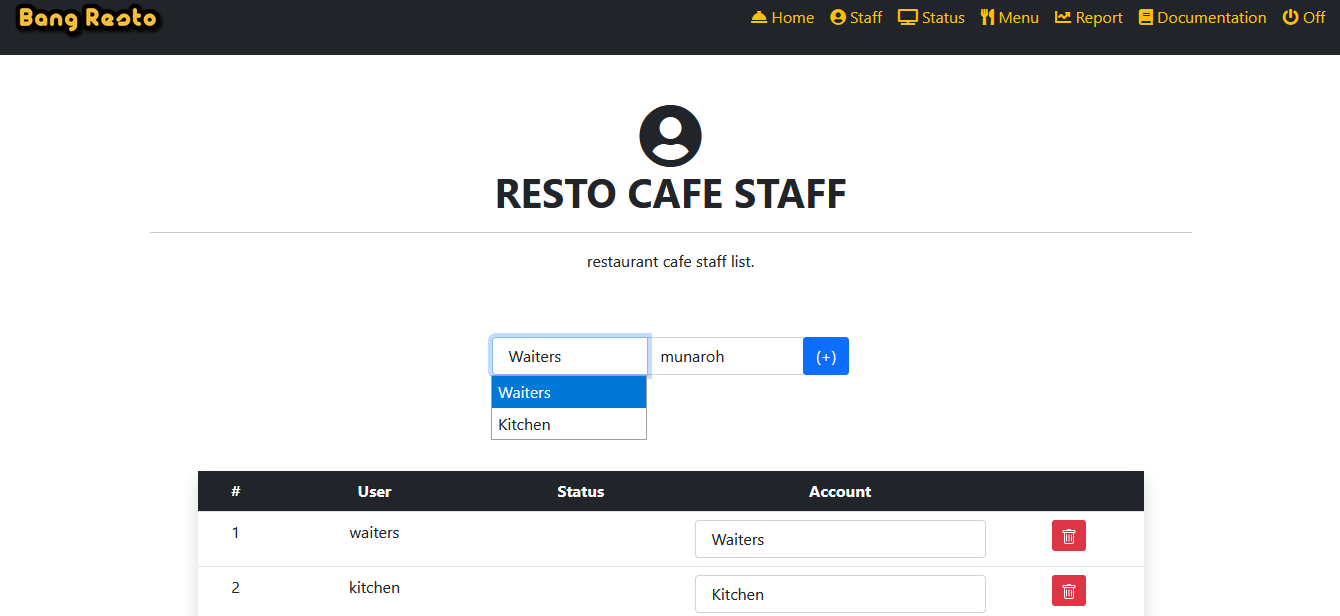 Bang Resto Home Staff Status Menu Report Documentation Off
RESTO CAFE STAFF
restaurant cafe staff list.
Waiters munaroh (+)
Waiters
Kitchen
# User Status Account
1 waiters Waiters
2 kitchen Kitchen